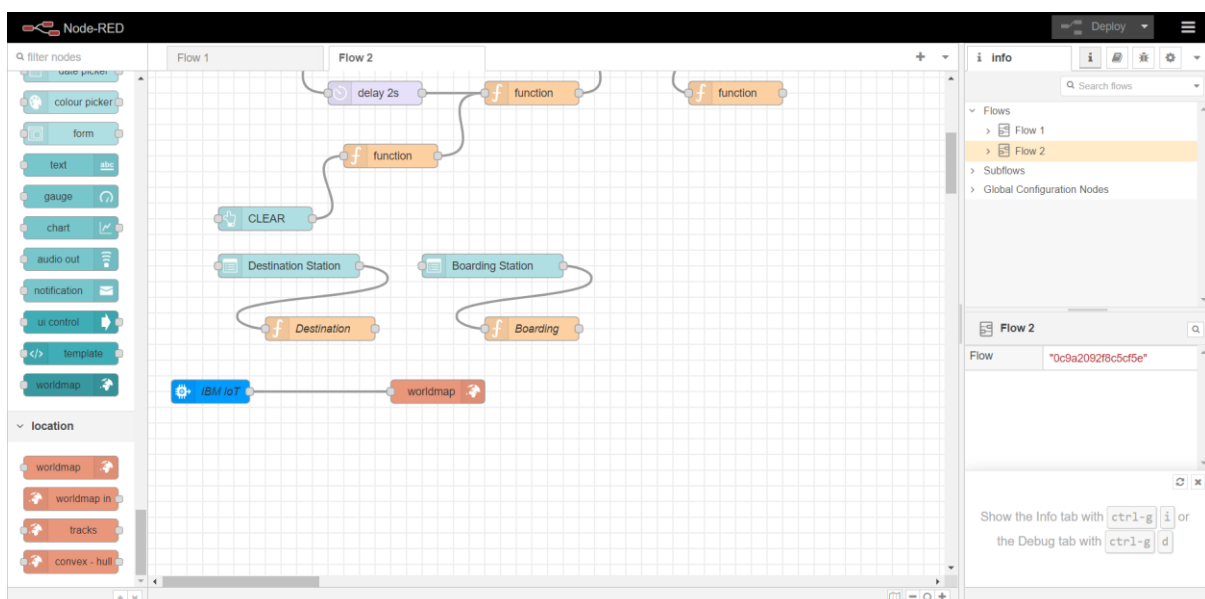 Node-RED
Deploy
filter nodes
Flow 1
Flow 2
info
i
Search flows
date picker
colour picker
form
text
abc
gauge
chart
audio out
notification
ui control
template
worldmap
location
worldmap
worldmap in
tracks
convex - hull
delay 2s
function
function
function
CLEAR
Destination Station
Boarding Station
Destination
Boarding
IBM IoT
worldmap
Flows
Flow 1
Flow 2
Subflows
Global Configuration Nodes
Flow 2
Flow "0c9a2092f8c5cf5e"
Show the Info tab with ctrl-g i or
the Debug tab with ctrl-g d